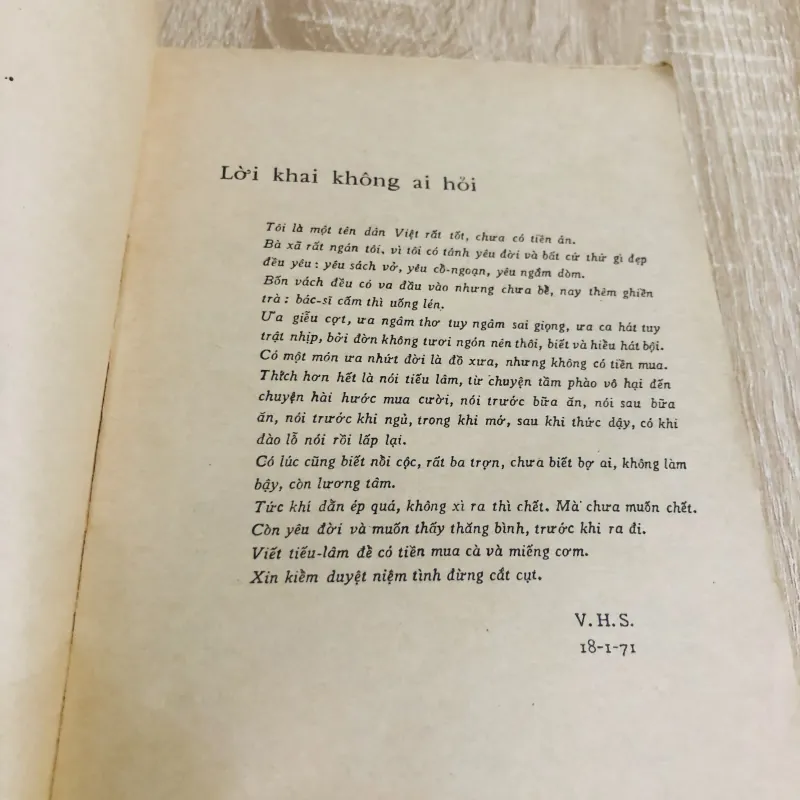 Lời khai không ai hỏi
Tôi là một tên dân Việt rất tốt, chưa có tiền án.
Bà xã rất ngán tôi, vì tôi có tánh yêu đời và bất cứ thứ gì đẹp
đều yêu : yêu sách vở, yêu cổ-ngoạn, yêu ngắm dòm.
Bốn vách đều có va đầu vào nhưng chưa bể, nay thêm ghiền
trà : bác-sĩ cấm thì uống lén.
Ưa giễu cợt, ưa ngâm thơ tuy ngâm sai giọng, ưa ca hát tuy
trật nhịp, bởi đờn không tươi ngón nên thôi, biết và hiểu hát bội.
Có một món ưa nhứt đời là đồ xưa, nhưng không có tiền mua.
Thích hơn hết là nói tiếu lâm, từ chuyện tầm phào vô hại đến
chuyện hài hước mua cười, nói trước bữa ăn, nói sau bữa
ăn, nói trước khi ngủ, trong khi mớ, sau khi thức dậy, có khi
đào lỗ nói rồi lấp lại.
Có lúc cũng biết nổi cộc, rất ba trợn, chưa biết bợ ai, không làm
bậy, còn lương tâm.
Tức khí dằn ép quá, không xì ra thì chết. Mà chưa muốn chết.
Còn yêu đời và muốn thấy thăng bình, trước khi ra đi.
Viết tiếu-lâm để có tiền mua cà và miếng cơm.
Xin kiểm duyệt niệm tình đừng cắt cụt.
V.H.S.
18-1-71